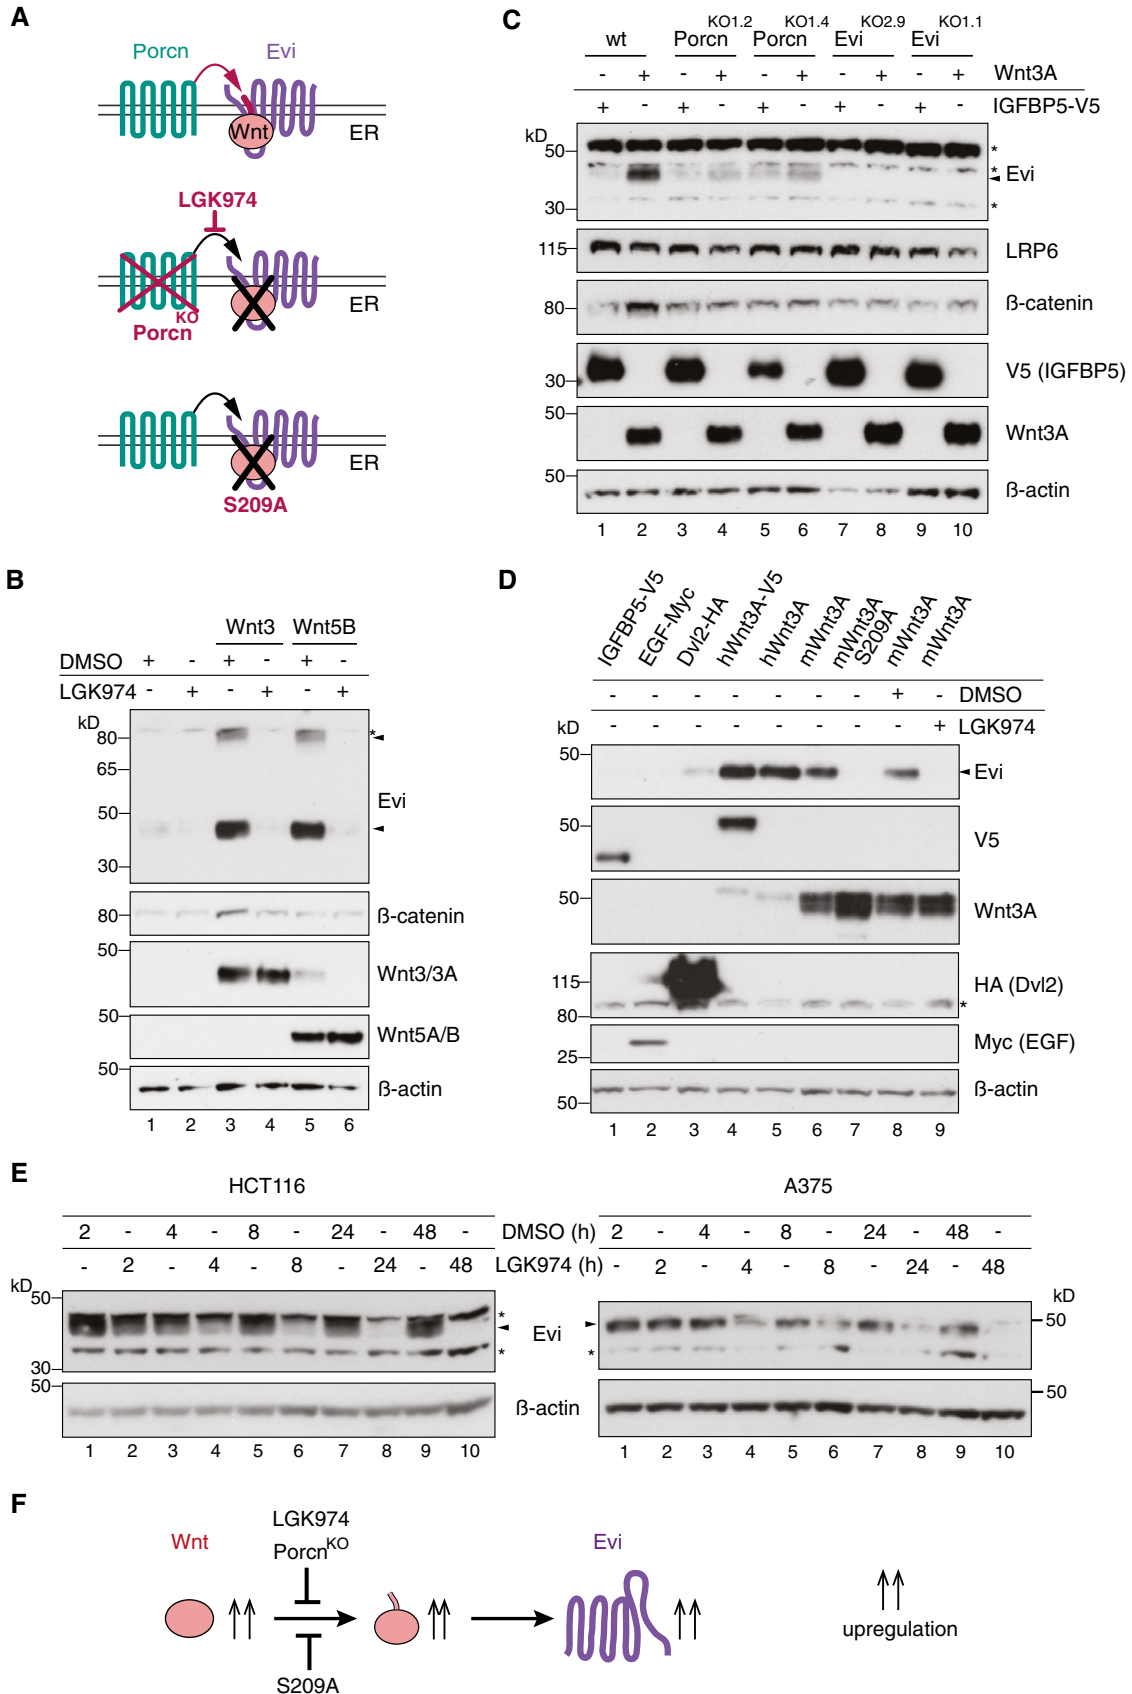 A
Porcn Evi
Wnt
ER
LGK974
Porcn KO
ER
ER
S209A
C
wt Porcn KO1.2 Porcn KO1.4 Evi KO2.9 Evi KO1.1
- + - + - + - + - + Wnt3A
+ - + - + - + - + - IGFBP5-V5
kD
50 *
* Evi
30 *
115 LRP6
80 ß-catenin
30 V5 (IGFBP5)
50 Wnt3A
50 ß-actin
1 2 3 4 5 6 7 8 9 10
B
Wnt3 Wnt5B
DMSO + - + - + -
LGK974 - + - + - +
kD
80 *
65
Evi
50
30
80 ß-catenin
50 Wnt3/3A
50 Wnt5A/B
50 ß-actin
1 2 3 4 5 6
D
IGFBP5-V5 EGF-Myc Dvl2-HA hWnt3A-V5 hWnt3A mWnt3A mWnt3A S209A mWnt3A mWnt3A
- - - - - - - + - DMSO
- - - - - - - - + LGK974
kD
50 Evi
50 V5
50 Wnt3A
115 HA (Dvl2)
80 *
Myc (EGF)
25
50 ß-actin
1 2 3 4 5 6 7 8 9
E
HCT116 A375
2 - 4 - 8 - 24 - 48 - DMSO (h) 2 - 4 - 8 - 24 - 48 -
- 2 - 4 - 8 - 24 - 48 LGK974 (h) - 2 - 4 - 8 - 24 - 48
kD kD
50 * 50
Evi
* *
30
50 ß-actin 50
1 2 3 4 5 6 7 8 9 10 1 2 3 4 5 6 7 8 9 10
F
LGK974
Wnt Porcn KO Evi
upregulation
S209A